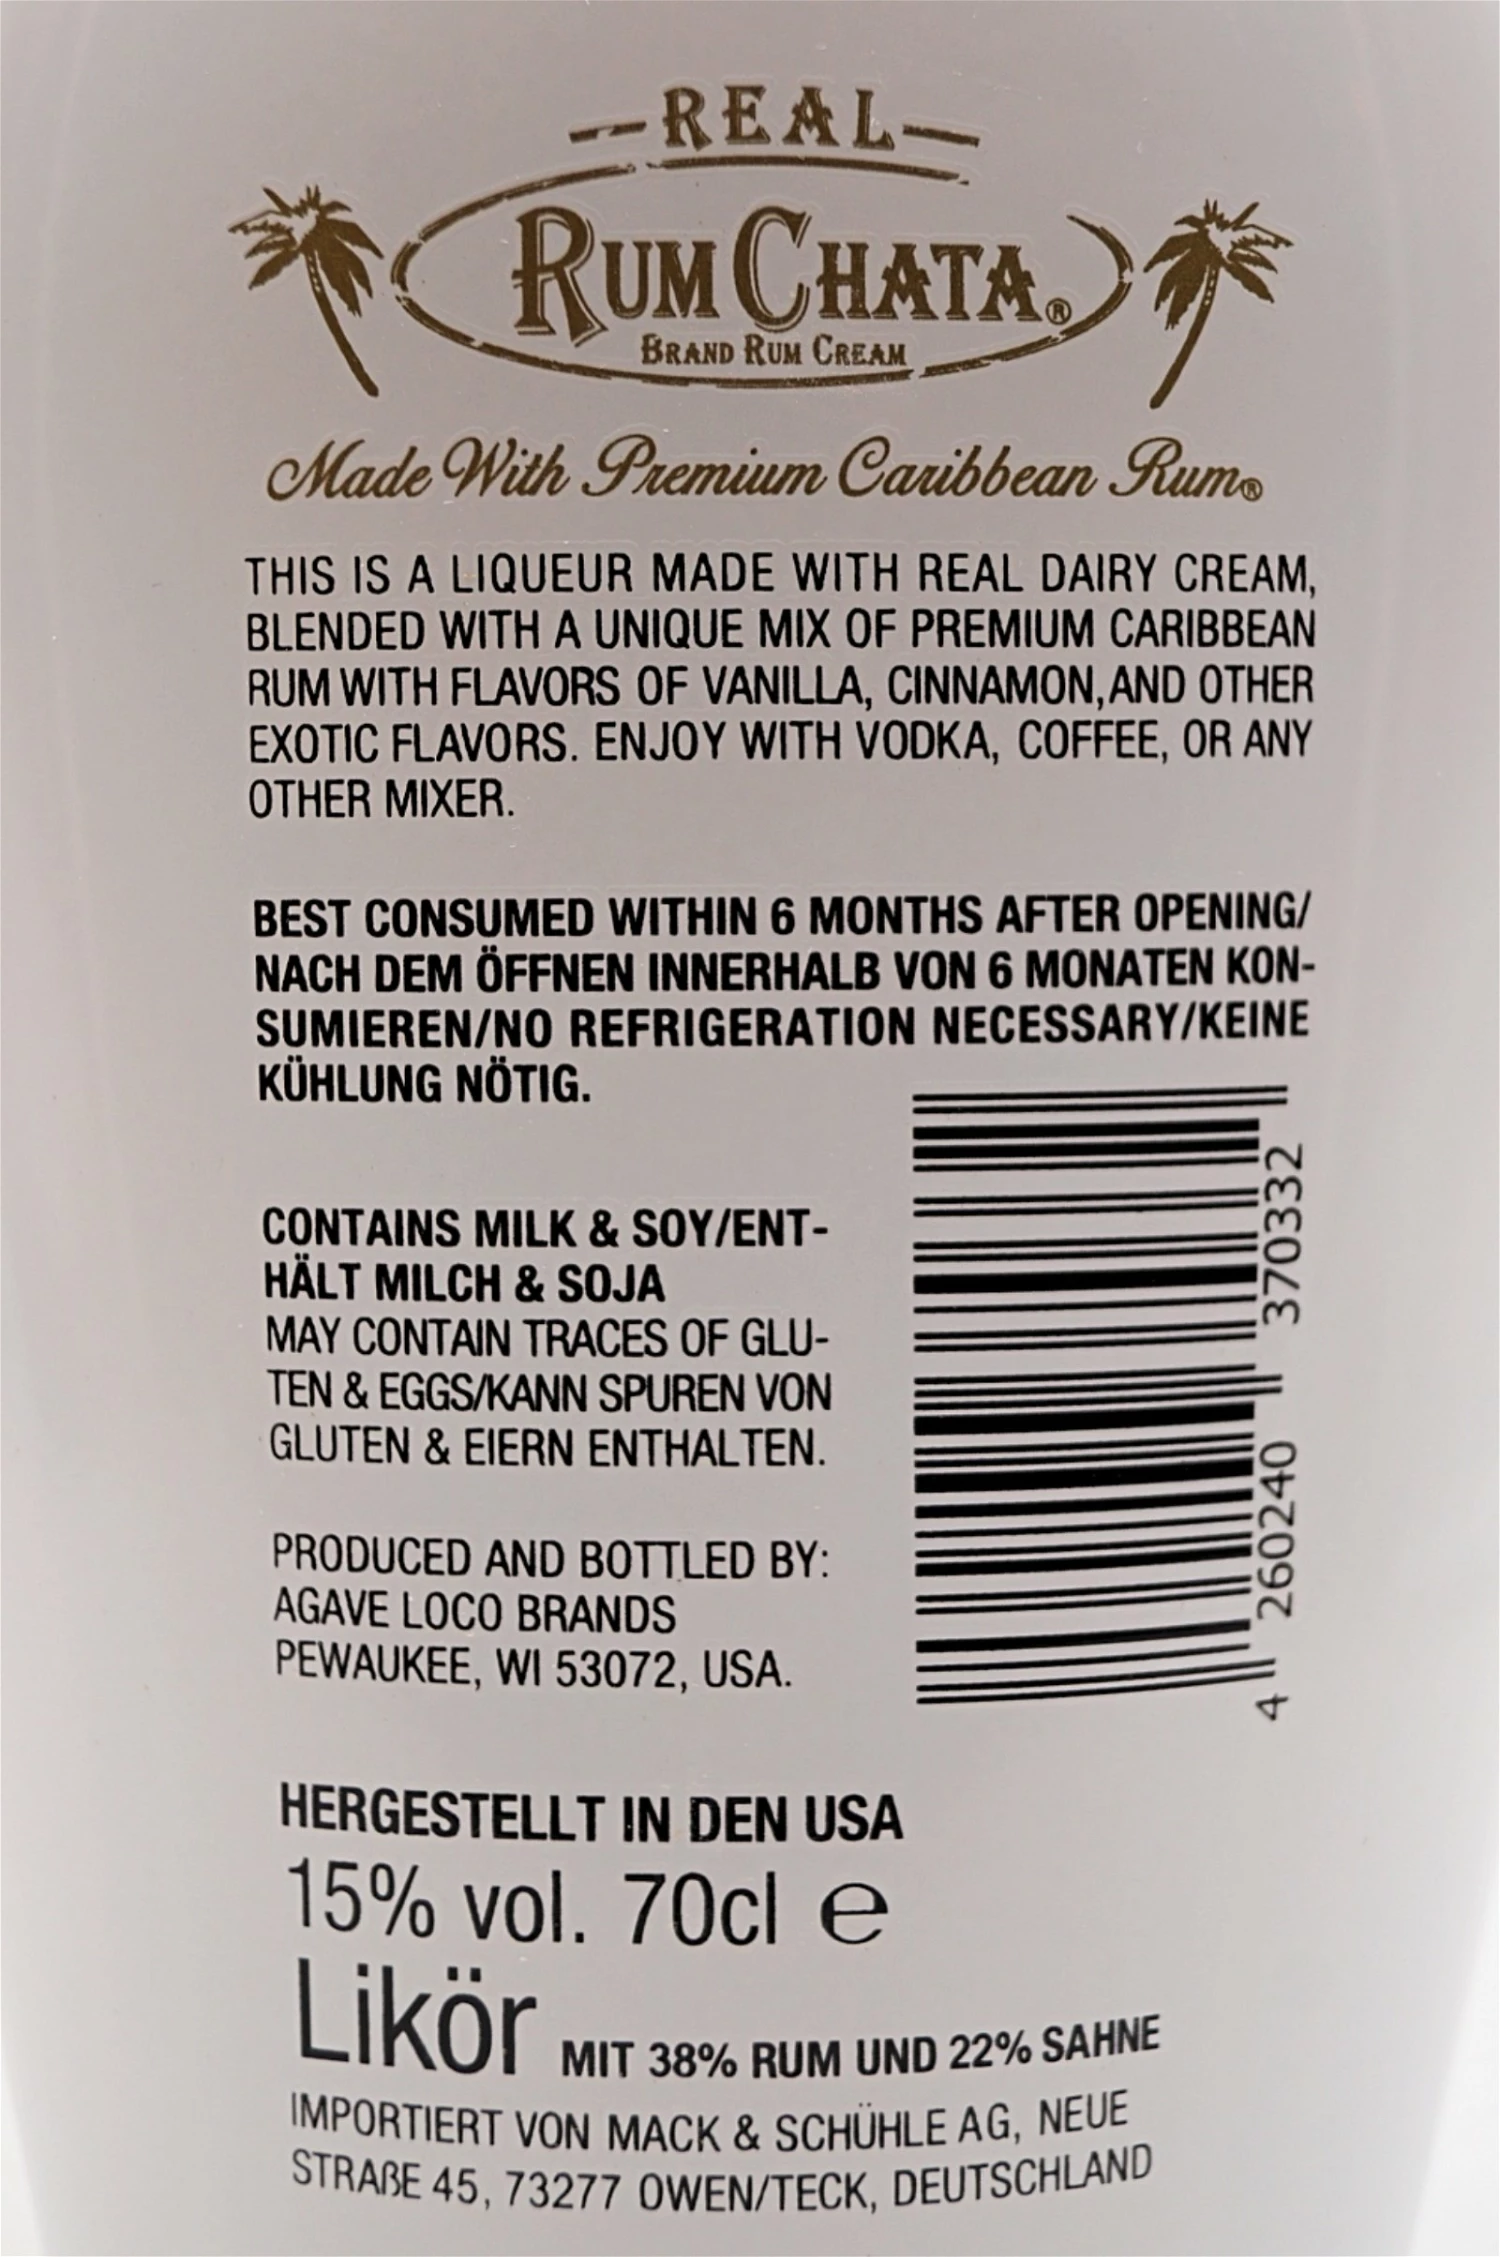 REAL
RUMCHATA®
BRAND RUM CREAM
Made With Premium Caribbean Rum®
THIS IS A LIQUEUR MADE WITH REAL DAIRY CREAM,
BLENDED WITH A UNIQUE MIX OF PREMIUM CARIBBEAN
RUM WITH FLAVORS OF VANILLA, CINNAMON, AND OTHER
EXOTIC FLAVORS. ENJOY WITH VODKA, COFFEE, OR ANY
OTHER MIXER.
BEST CONSUMED WITHIN 6 MONTHS AFTER OPENING/
NACH DEM ÖFFNEN INNERHALB VON 6 MONATEN KON-
SUMIEREN/NO REFRIGERATION NECESSARY/KEINE
KÜHLUNG NÖTIG.
CONTAINS MILK & SOY/ENT-
HÄLT MILCH & SOJA
MAY CONTAIN TRACES OF GLU-
TEN & EGGS/KANN SPUREN VON
GLUTEN & EIERN ENTHALTEN.
PRODUCED AND BOTTLED BY:
AGAVE LOCO BRANDS
PEWAUKEE, WI 53072, USA.
4 260240 370332
HERGESTELLT IN DEN USA
15% vol. 70cl e
Likör MIT 38% RUM UND 22% SAHNE
IMPORTIERT VON MACK & SCHÜHLE AG, NEUE
STRAßE 45, 73277 OWEN/TECK, DEUTSCHLAND